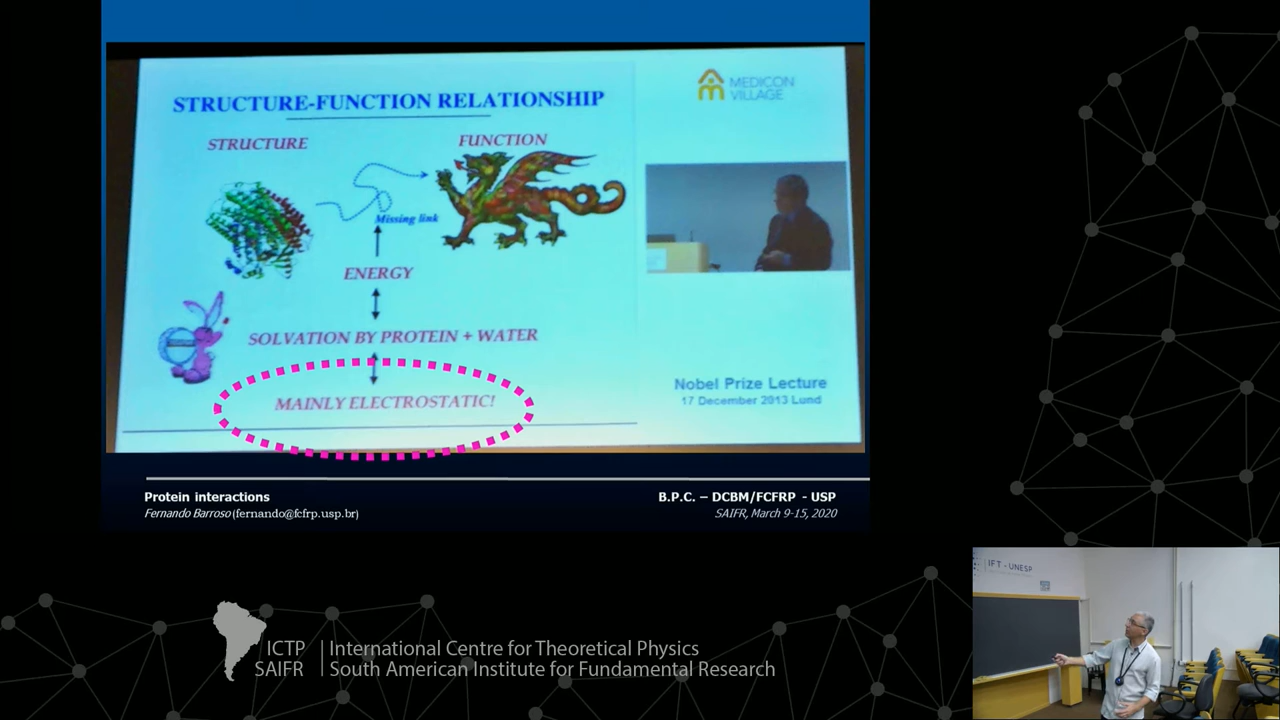 STRUCTURE-FUNCTION RELATIONSHIP
STRUCTURE
FUNCTION
Missing link
ENERGY
SOLVATION BY PROTEIN + WATER
MAINLY ELECTROSTATIC!
MEDICON
VILLAGE
Nobel Prize Lecture
17 December 2013 Lund
Protein interactions
Fernando Barroso (fernando@fcfrp.usp.br)
B.P.C. – DCBM/FCFRP - USP
SAIFR, March 9-15, 2020
IFT - UNESP
ICTP
SAIFR
International Centre for Theoretical Physics
South American Institute for Fundamental Research